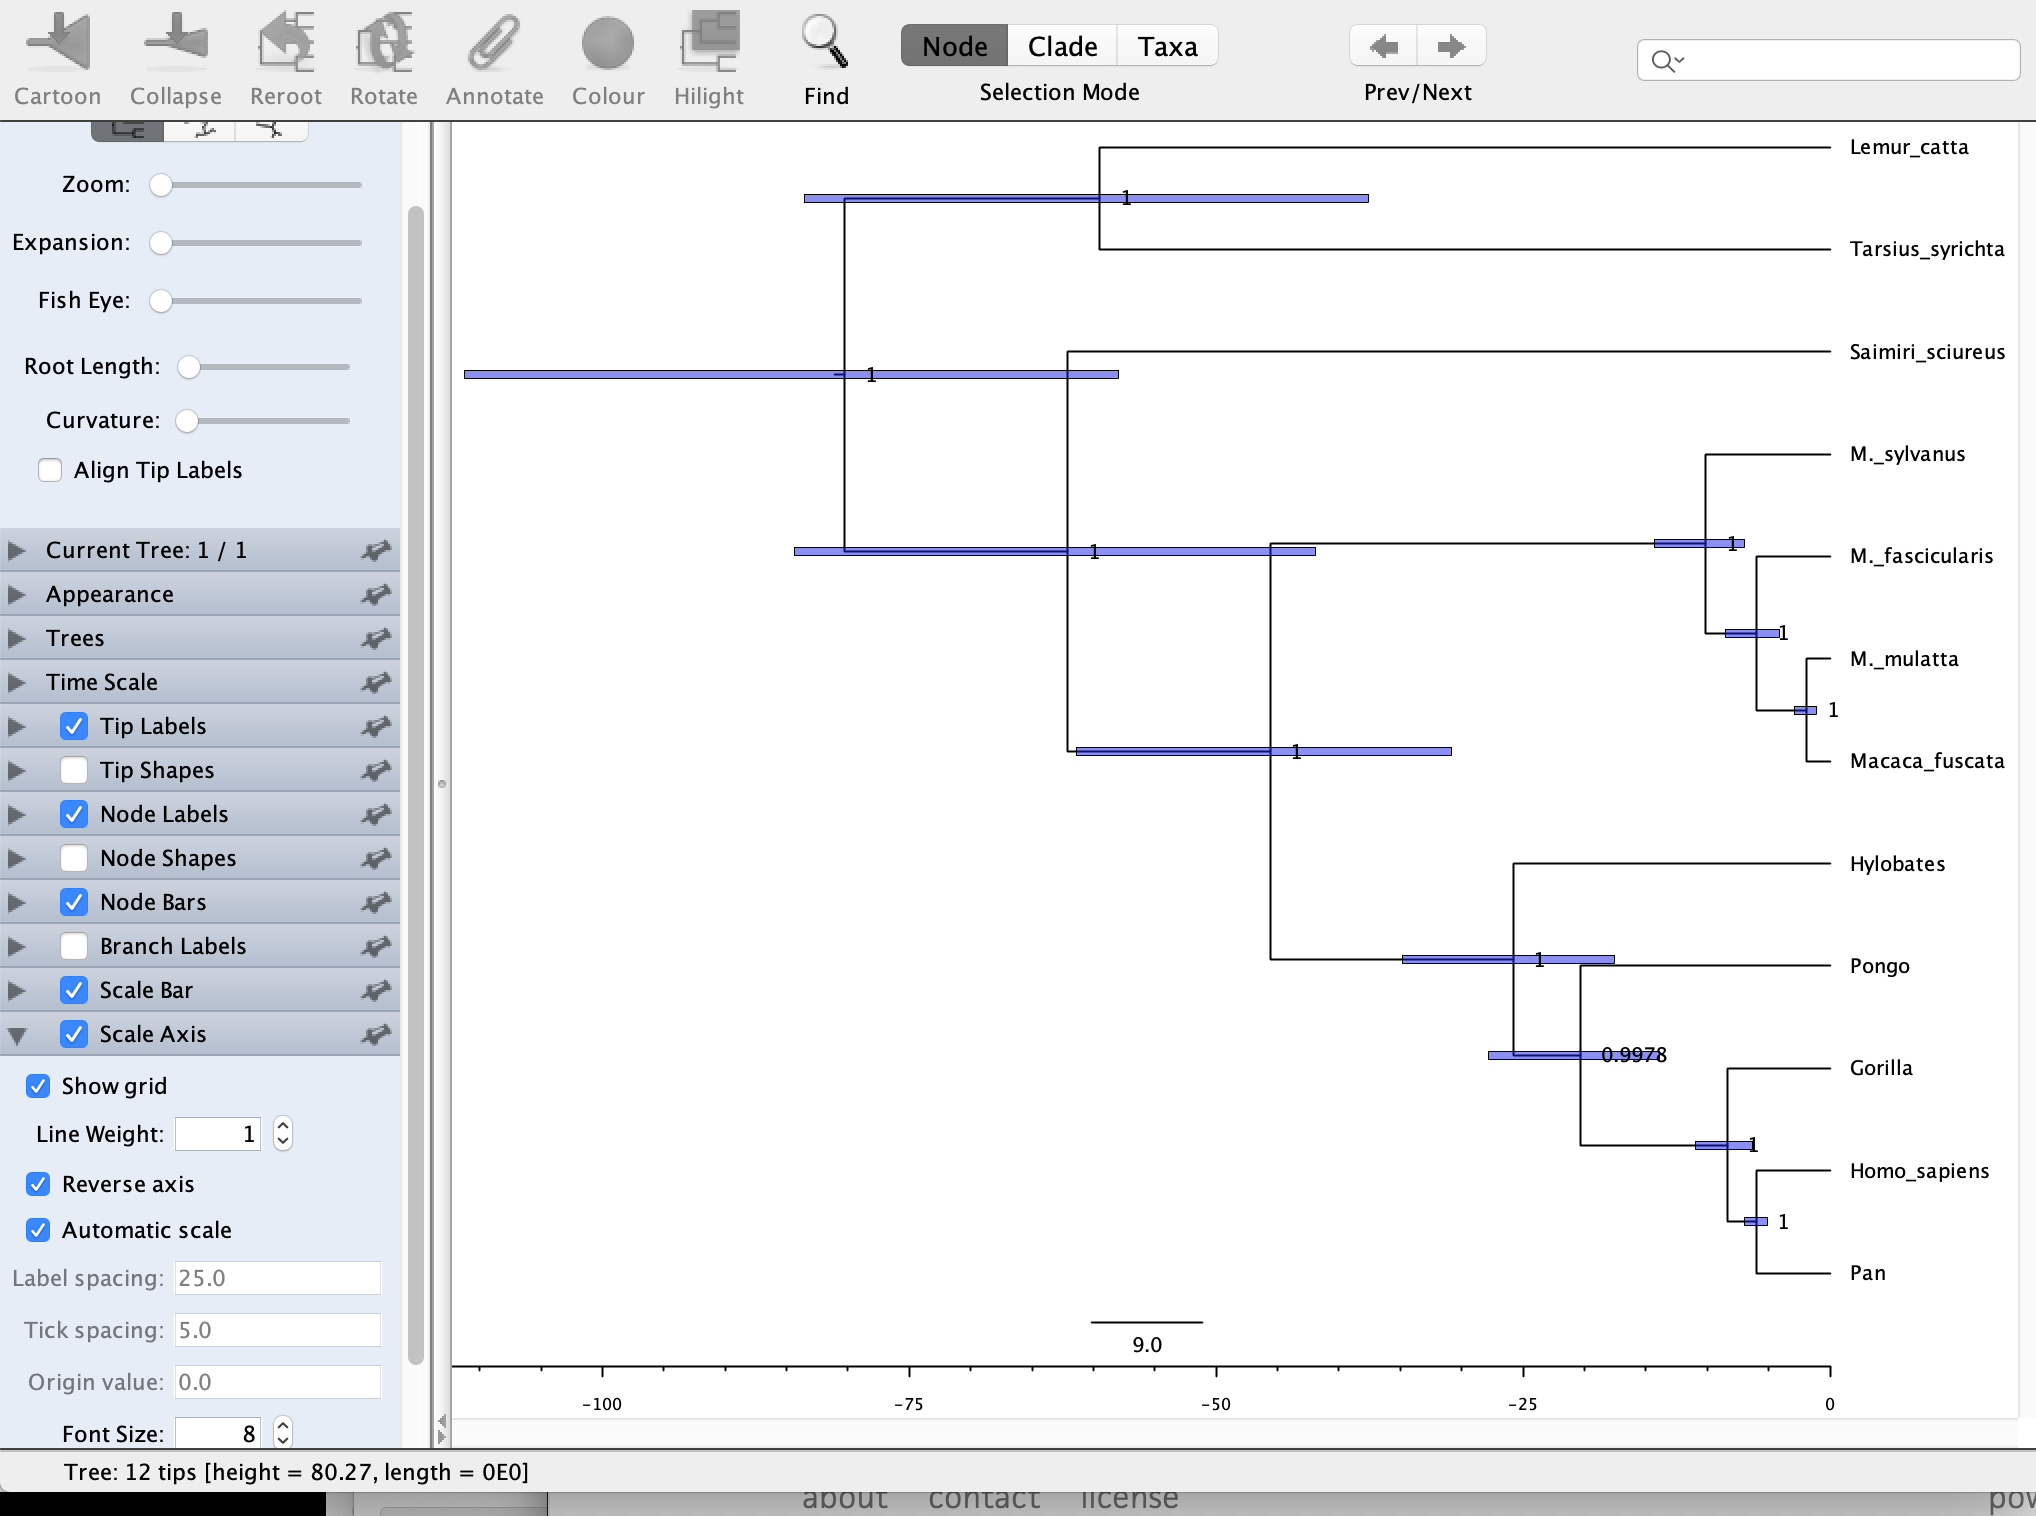 Cartoon Collapse Reroot Rotate Annotate Colour Hilight Find
Node Clade Taxa
Selection Mode
Prev/Next
Zoom:
Expansion:
Fish Eye:
Root Length:
Curvature:
Align Tip Labels
Current Tree: 1 / 1
Appearance
Trees
Time Scale
Tip Labels
Tip Shapes
Node Labels
Node Shapes
Node Bars
Branch Labels
Scale Bar
Scale Axis
Show grid
Line Weight: 1
Reverse axis
Automatic scale
Label spacing: 25.0
Tick spacing: 5.0
Origin value: 0.0
Font Size: 8
Lemur_catta
1
Tarsius_syrichta
Saimiri_sciureus
1
M._sylvanus
1
1
M._fascicularis
1
M._mulatta
1
1
Macaca_fuscata
Hylobates
1
Pongo
0.9978
Gorilla
1
Homo_sapiens
1
Pan
9.0
-100 -75 -50 -25 0
Tree: 12 tips [height = 80.27, length = 0E0]
about contact license